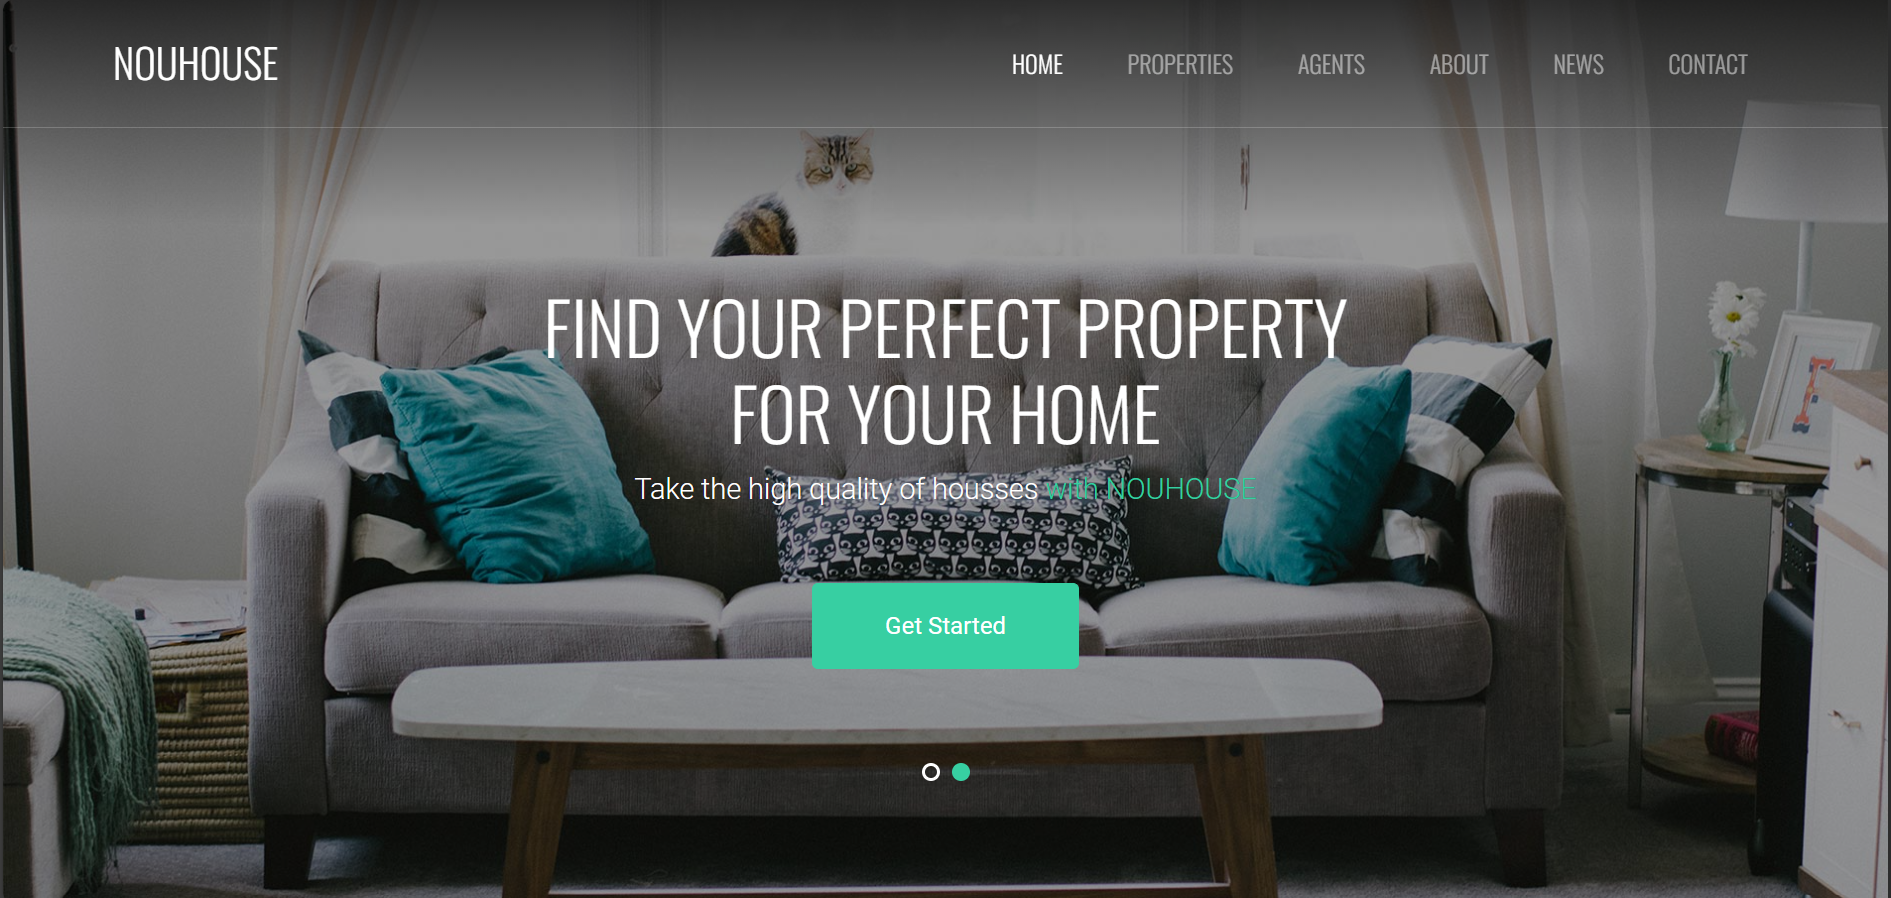 NOUHOUSE
HOME PROPERTIES AGENTS ABOUT NEWS CONTACT
FIND YOUR PERFECT PROPERTY
FOR YOUR HOME
Take the high quality of housses with NOUHOUSE
Get Started